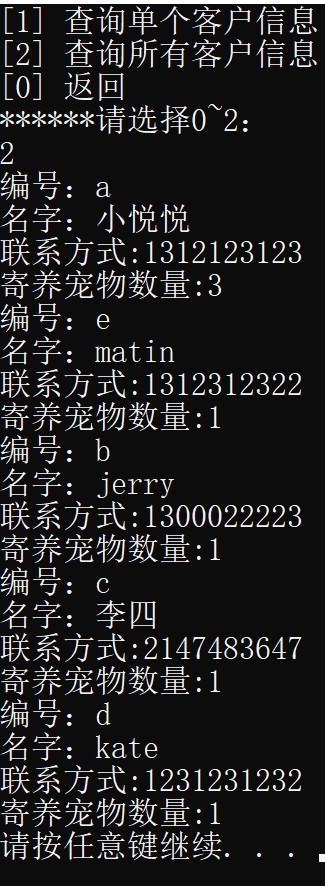 [1] 查询单个客户信息
[2] 查询所有客户信息
[0] 返回
******请选择0~2:
2
编号: a
名字: 小悦悦
联系方式:1312123123
寄养宠物数量:3
编号: e
名字: matin
联系方式:1312312322
寄养宠物数量:1
编号: b
名字: jerry
联系方式:1300022223
寄养宠物数量:1
编号: c
名字: 李四
联系方式:2147483647
寄养宠物数量:1
编号: d
名字: kate
联系方式:1231231232
寄养宠物数量:1
请按任意键继续. . .